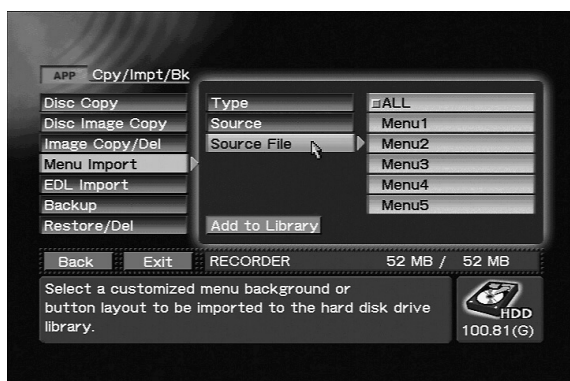 APP Cpy/Impt/Bk
Disc Copy
Disc Image Copy
Image Copy/Del
Menu Import
EDL Import
Backup
Restore/Del
Type
Source
Source File
Add to Library
ALL
Menu1
Menu2
Menu3
Menu4
Menu5
Back Exit RECORDER 52 MB / 52 MB
Select a customized menu background or
button layout to be imported to the hard disk drive
library.
HDD
100.81(G)